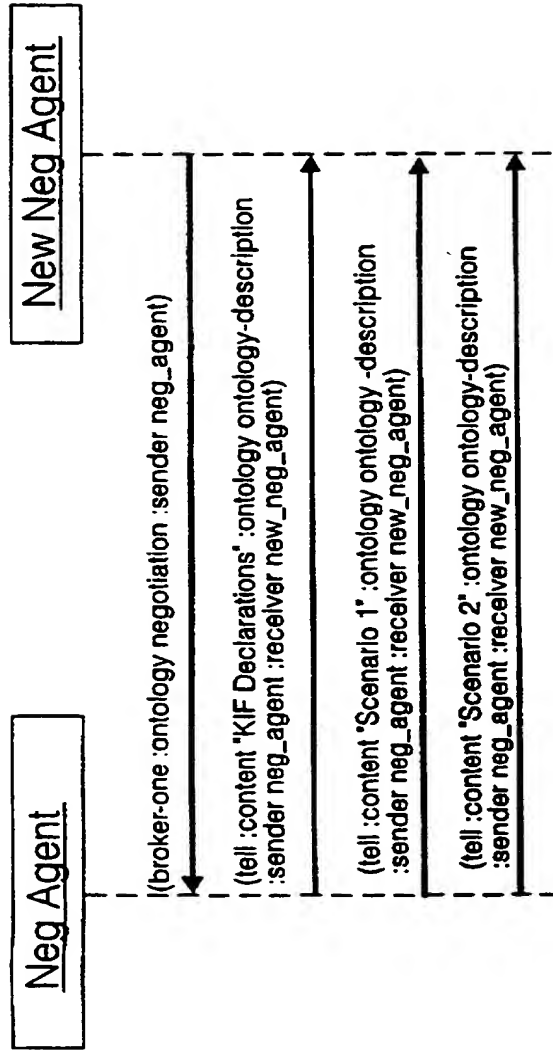 Neg Agent
New Neg Agent
(broker-one :ontology negotiation :sender neg_agent)
(tell :content "KIF Declarations" :ontology ontology-description
:sender neg_agent :receiver new_neg_agent)
(tell :content "Scenario 1" :ontology ontology -description
:sender neg_agent :receiver new_neg_agent)
(tell :content "Scenario 2" :ontology ontology-description
:sender neg_agent :receiver new_neg_agent)